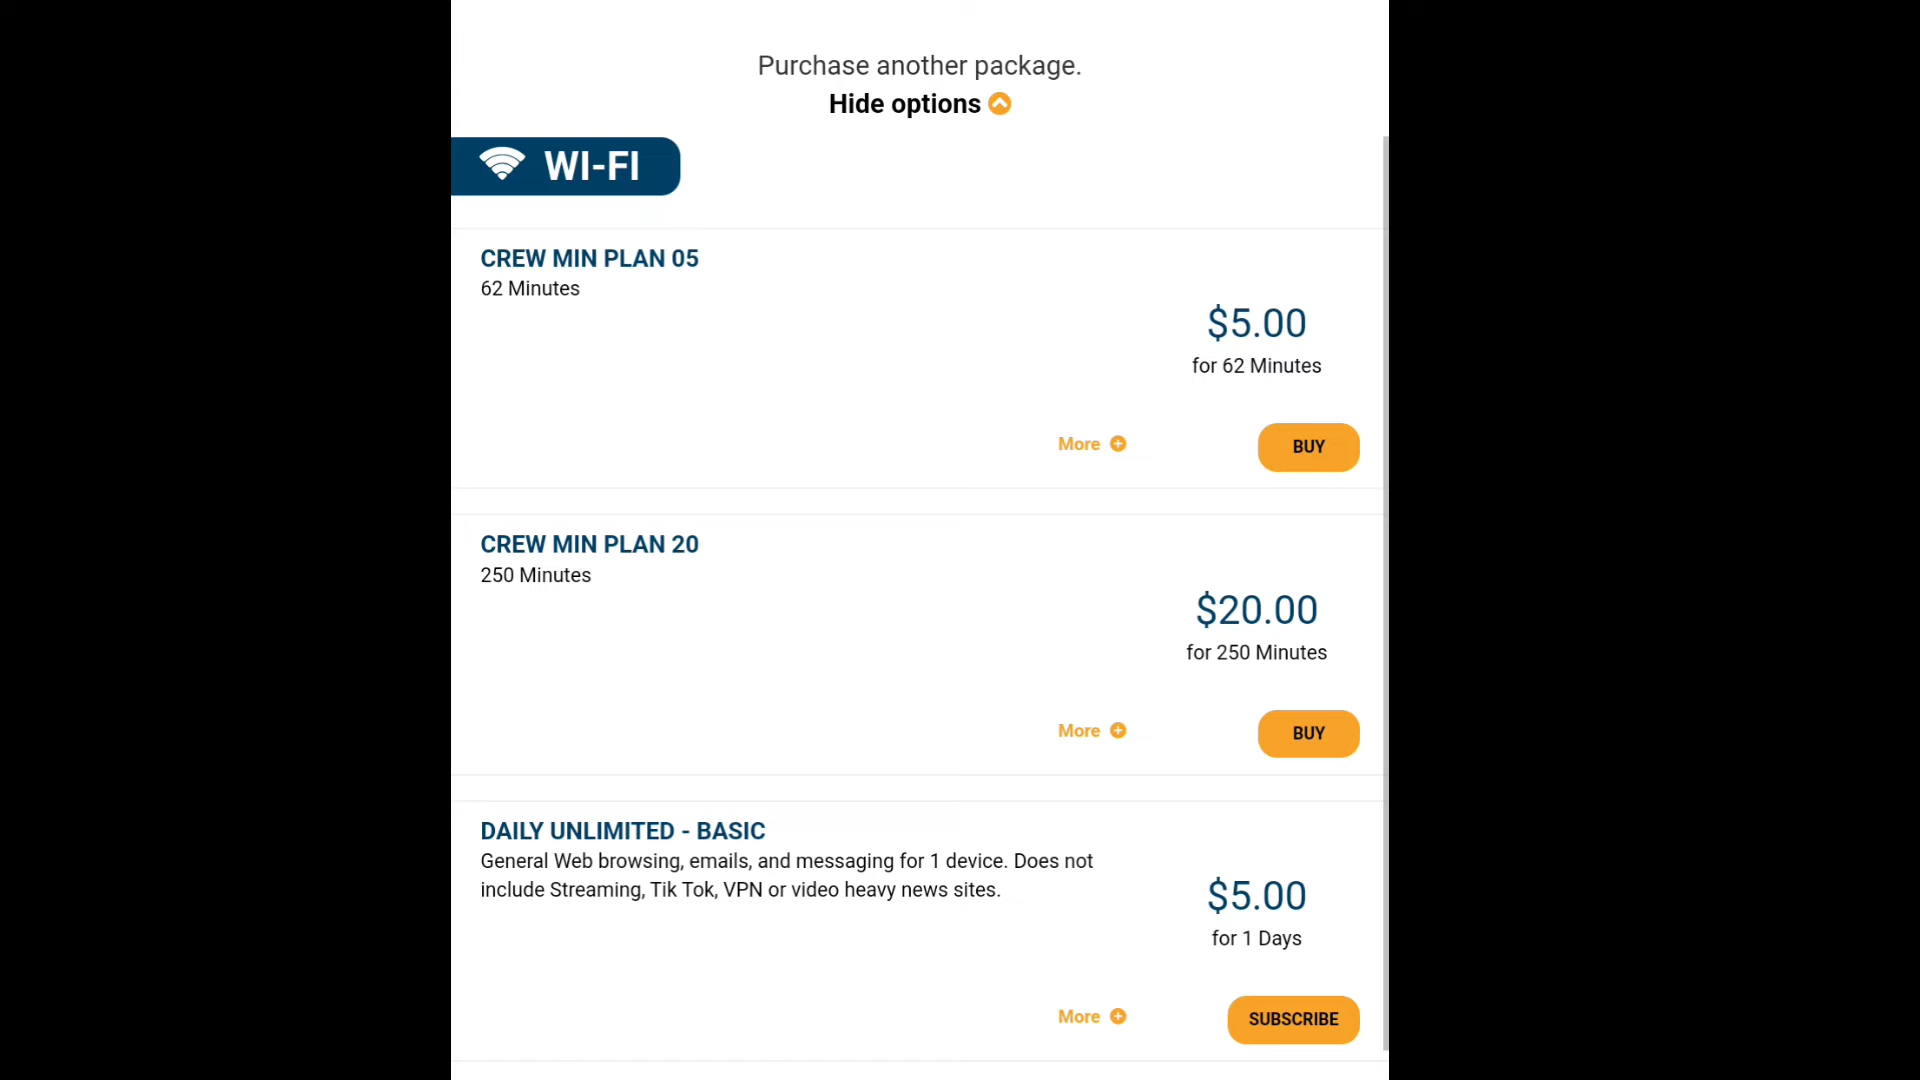 Purchase another package.
Hide options
WI-FI
CREW MIN PLAN 05
62 Minutes
$5.00
for 62 Minutes
More
BUY
CREW MIN PLAN 20
250 Minutes
$20.00
for 250 Minutes
More
BUY
DAILY UNLIMITED - BASIC
General Web browsing, emails, and messaging for 1 device. Does not
include Streaming, Tik Tok, VPN or video heavy news sites.
$5.00
for 1 Days
More
SUBSCRIBE